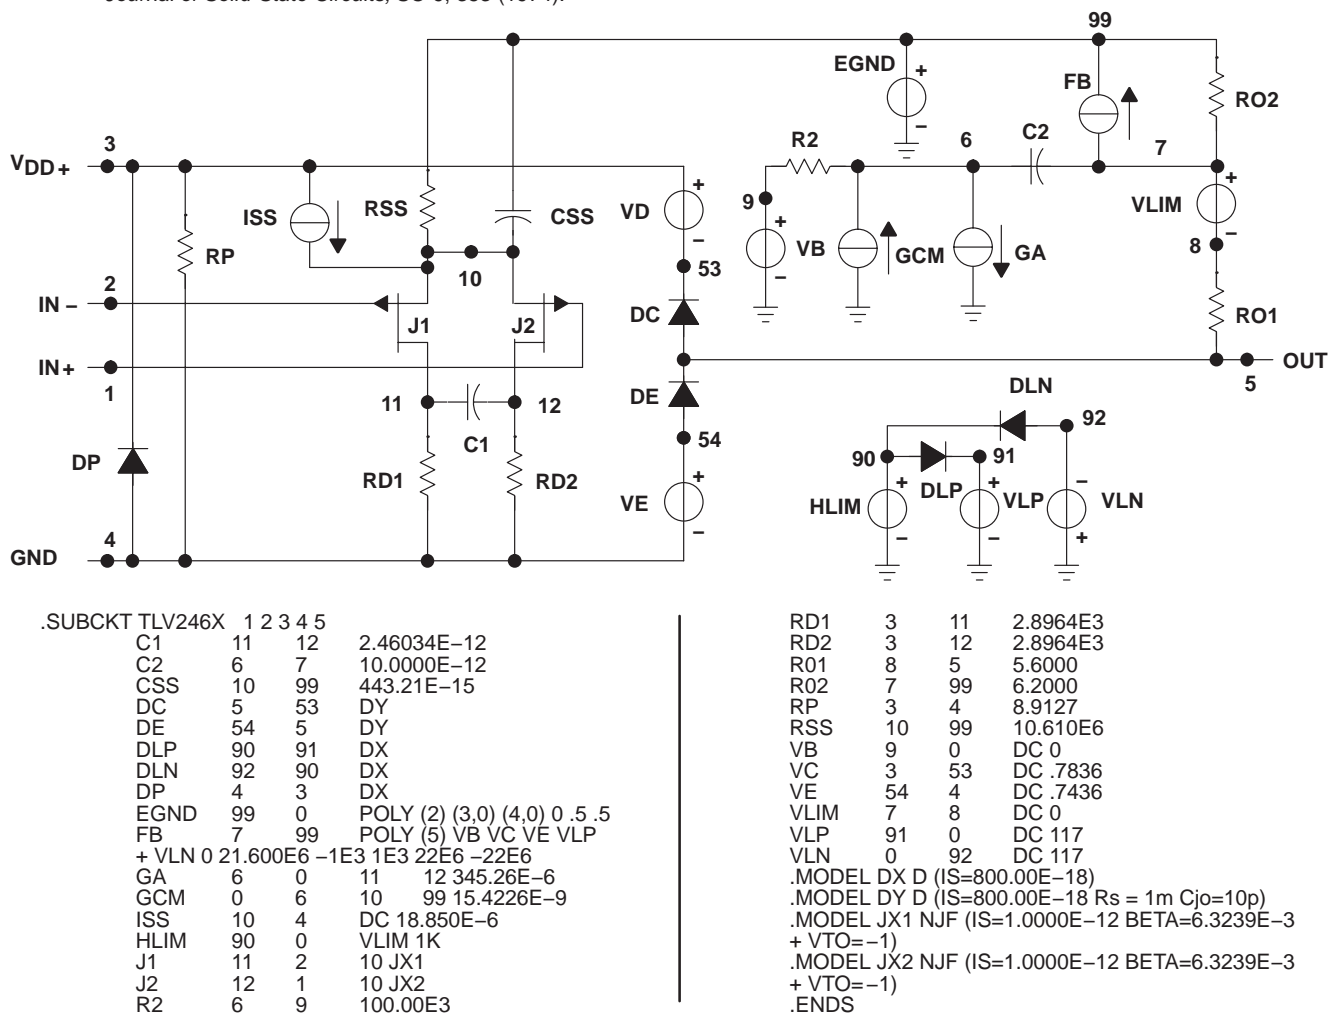 Journal of Solid-State Circuits, SC-9, 353 (1974).
99
EGND
+
−
FB
RO2
3
VDD+
R2
6
C2
7
ISS
RSS
CSS
VD
+
−
9
+
VB
−
GCM
GA
VLIM
+
−
8
RP
10
53
2
IN −
J1
J2
DC
RO1
IN+
1
OUT
5
11
C1
12
DE
DLN
92
54
90
91
DP
RD1
RD2
+
VE
−
HLIM
+
−
DLP
+
VLP
−
−
VLN
+
GND
4
.SUBCKT TLV246X 1 2 3 4 5
C1 11 12 2.46034E−12
C2 6 7 10.0000E−12
CSS 10 99 443.21E−15
DC 5 53 DY
DE 54 5 DY
DLP 90 91 DX
DLN 92 90 DX
DP 4 3 DX
EGND 99 0 POLY (2) (3,0) (4,0) 0 .5 .5
FB 7 99 POLY (5) VB VC VE VLP
+ VLN 0 21.600E6 −1E3 1E3 22E6 −22E6
GA 6 0 11 12 345.26E−6
GCM 0 6 10 99 15.4226E−9
ISS 10 4 DC 18.850E−6
HLIM 90 0 VLIM 1K
J1 11 2 10 JX1
J2 12 1 10 JX2
R2 6 9 100.00E3
RD1 3 11 2.8964E3
RD2 3 12 2.8964E3
R01 8 5 5.6000
R02 7 99 6.2000
RP 3 4 8.9127
RSS 10 99 10.610E6
VB 9 0 DC 0
VC 3 53 DC .7836
VE 54 4 DC .7436
VLIM 7 8 DC 0
VLP 91 0 DC 117
VLN 0 92 DC 117
.MODEL DX D (IS=800.00E−18)
.MODEL DY D (IS=800.00E−18 Rs = 1m Cjo=10p)
.MODEL JX1 NJF (IS=1.0000E−12 BETA=6.3239E−3
+ VTO=−1)
.MODEL JX2 NJF (IS=1.0000E−12 BETA=6.3239E−3
+ VTO=−1)
.ENDS